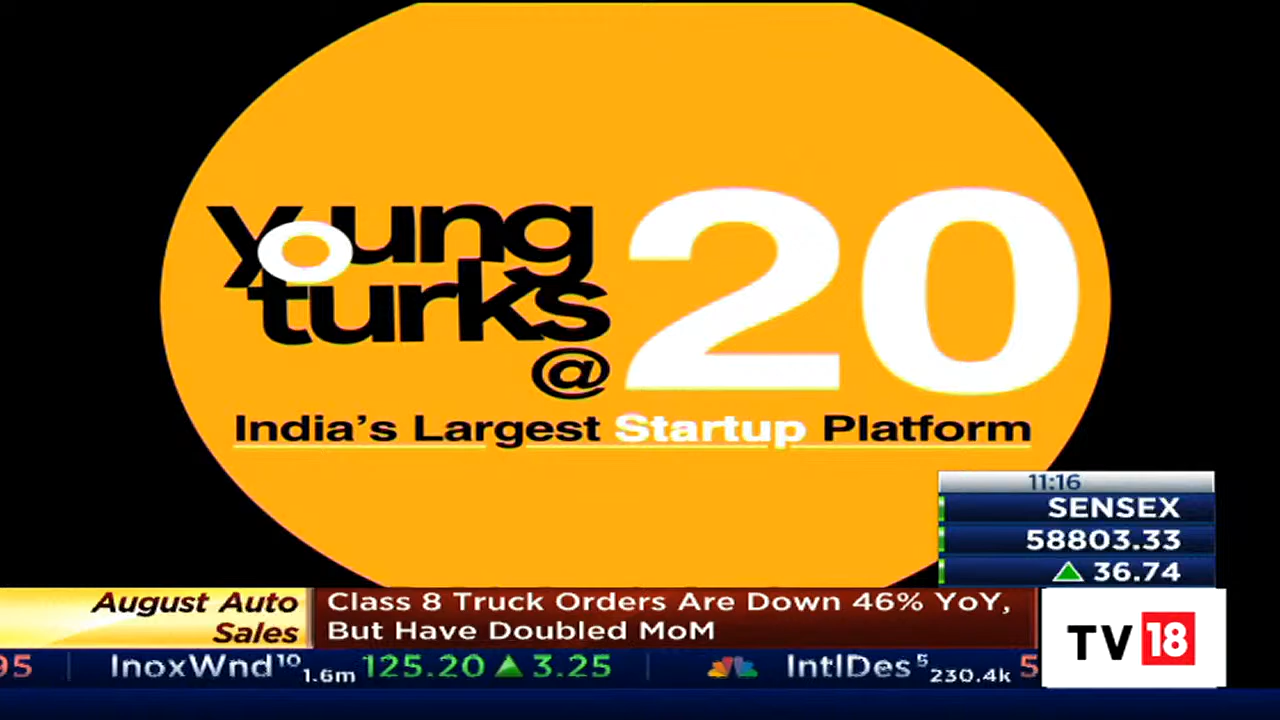 young
turks
@
20
India's Largest Startup Platform
11:16
SENSEX
58803.33
▲ 36.74
August Auto
Sales
Class 8 Truck Orders Are Down 46% YoY,
But Have Doubled MoM
TV18
95 InoxWnd 10 1.6m 125.20 ▲ 3.25 IntlDes 5 230.4k 5